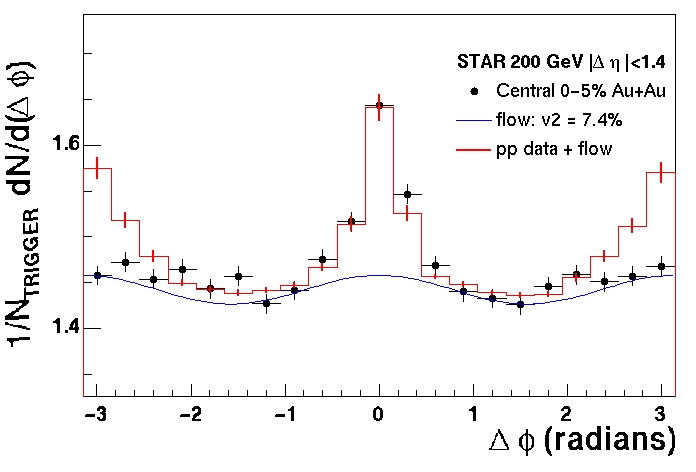 STAR 200 GeV |Δ η |<1.4
Central 0−5% Au+Au
flow: v2 = 7.4%
pp data + flow
1/N_TRIGGER dN/d(Δ ϕ)
1.6
1.4
−3 −2 −1 0 1 2 3
Δ ϕ (radians)